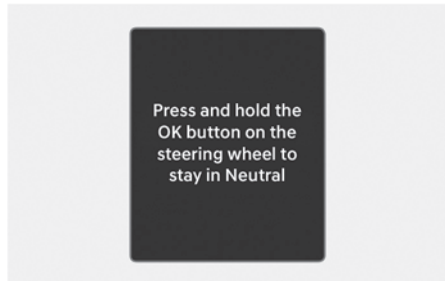 Press and hold the
OK button on the
steering wheel to
stay in Neutral